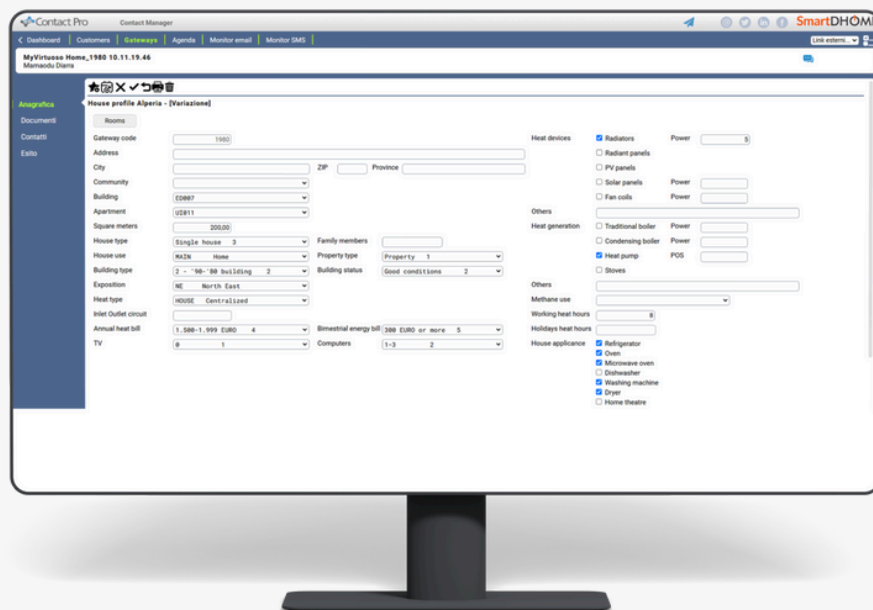 Contact Pro Contact Manager SmartDHOM
< Dashboard Customers Gateways Agenda Monitor email Monitor SMS Link esterni...
MyVirtuoso Home_1980 10.11.19.46
Mamaodu Diarra
Anagrafica
Documenti
Contatti
Esito
House profile Alperia - [Variazione]
Rooms
Gateway code 1980
Address
City ZIP Province
Community
Building ED007
Apartment UI011
Square meters 200,00
House type Single house 3 Family members
House use MAIN Home Property type Property 1
Building type 2 - '90-'80 building 2 Building status Good conditions 2
Exposition NE North East
Heat type HOUSE Centralized
Inlet Outlet circuit
Annual heat bill 1.500-1.999 EURO 4 Bimestrial energy bill 300 EURO or more 5
TV 0 1 Computers 1-3 2
Heat devices Radiators Power 5
Radiant panels
PV panels
Solar panels Power
Fan coils Power
Others
Heat generation Traditional boiler Power
Condensing boiler Power
Heat pump POS
Stoves
Others
Methane use
Working heat hours 8
Holidays heat hours
House applicance Refrigerator
Oven
Microwave oven
Dishwasher
Washing machine
Dryer
Home theatre